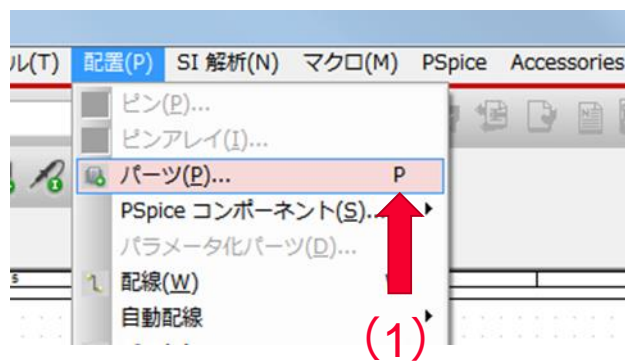 ル(T) 配置(P) SI 解析(N) マクロ(M) PSpice Accessories
ピン(P)...
ピンアレイ(I)...
パーツ(P)... P
PSpice コンポーネント(S)...
パラメータ化パーツ(D)...
配線(W)
自動配線
(1)